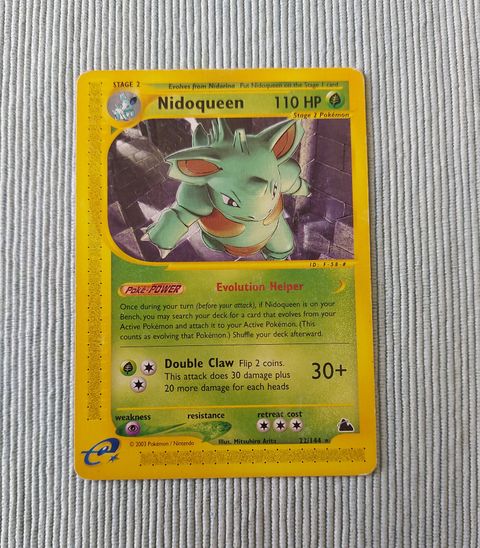 STAGE 2
Evolves from Nidorina Put Nidoqueen on the Stage 1 card
Nidoqueen 110 HP
Stage 2 Pokémon
ID: F-58-#
Poké-POWER Evolution Helper
Once during your turn (before your attack), if Nidoqueen is on your
Bench, you may search your deck for a card that evolves from your
Active Pokémon and attach it to your Active Pokémon. (This
counts as evolving that Pokémon.) Shuffle your deck afterward.
Double Claw Flip 2 coins.
This attack does 30 damage plus
20 more damage for each heads
30+
weakness resistance retreat cost
© 2003 Pokémon / Nintendo Illus. Mitsuhiro Arita 22/144 ★
e